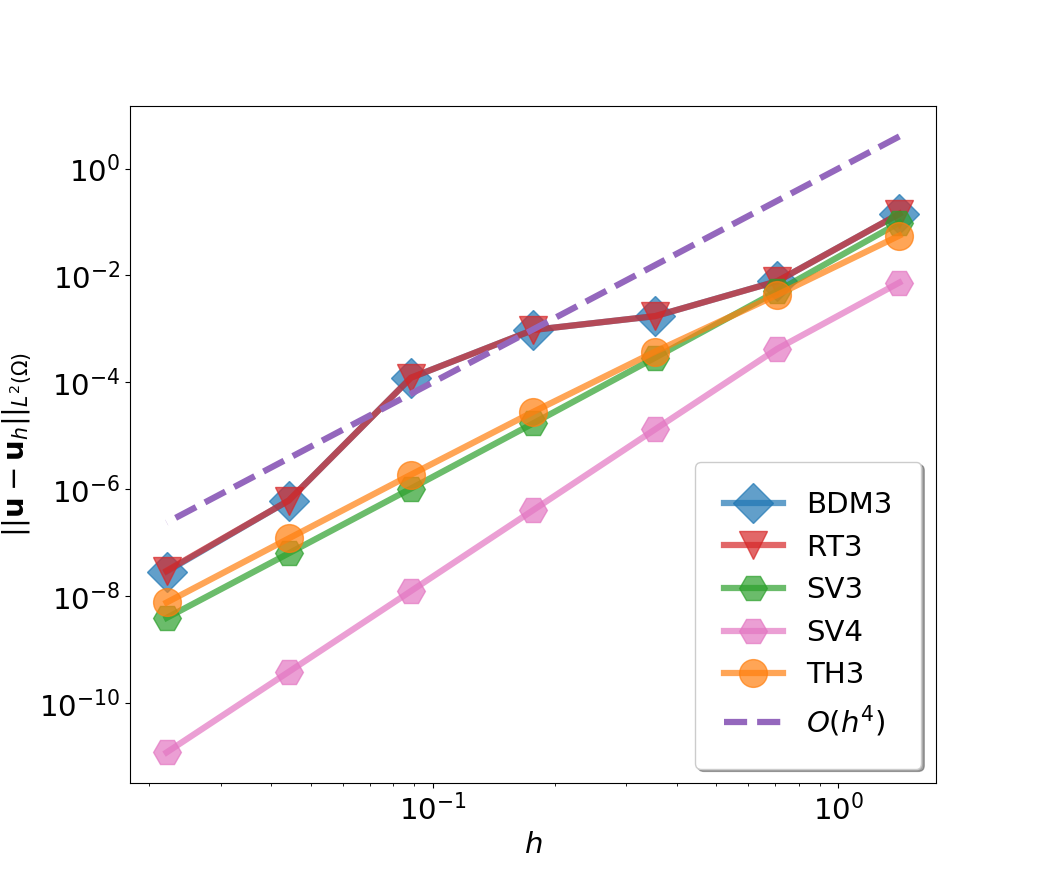 10^0
10^{-2}
10^{-4}
10^{-6}
10^{-8}
10^{-10}
||u − u_h||_{L^2(Ω)}
10^{-1}
10^0
h
BDM3
RT3
SV3
SV4
TH3
O(h^4)